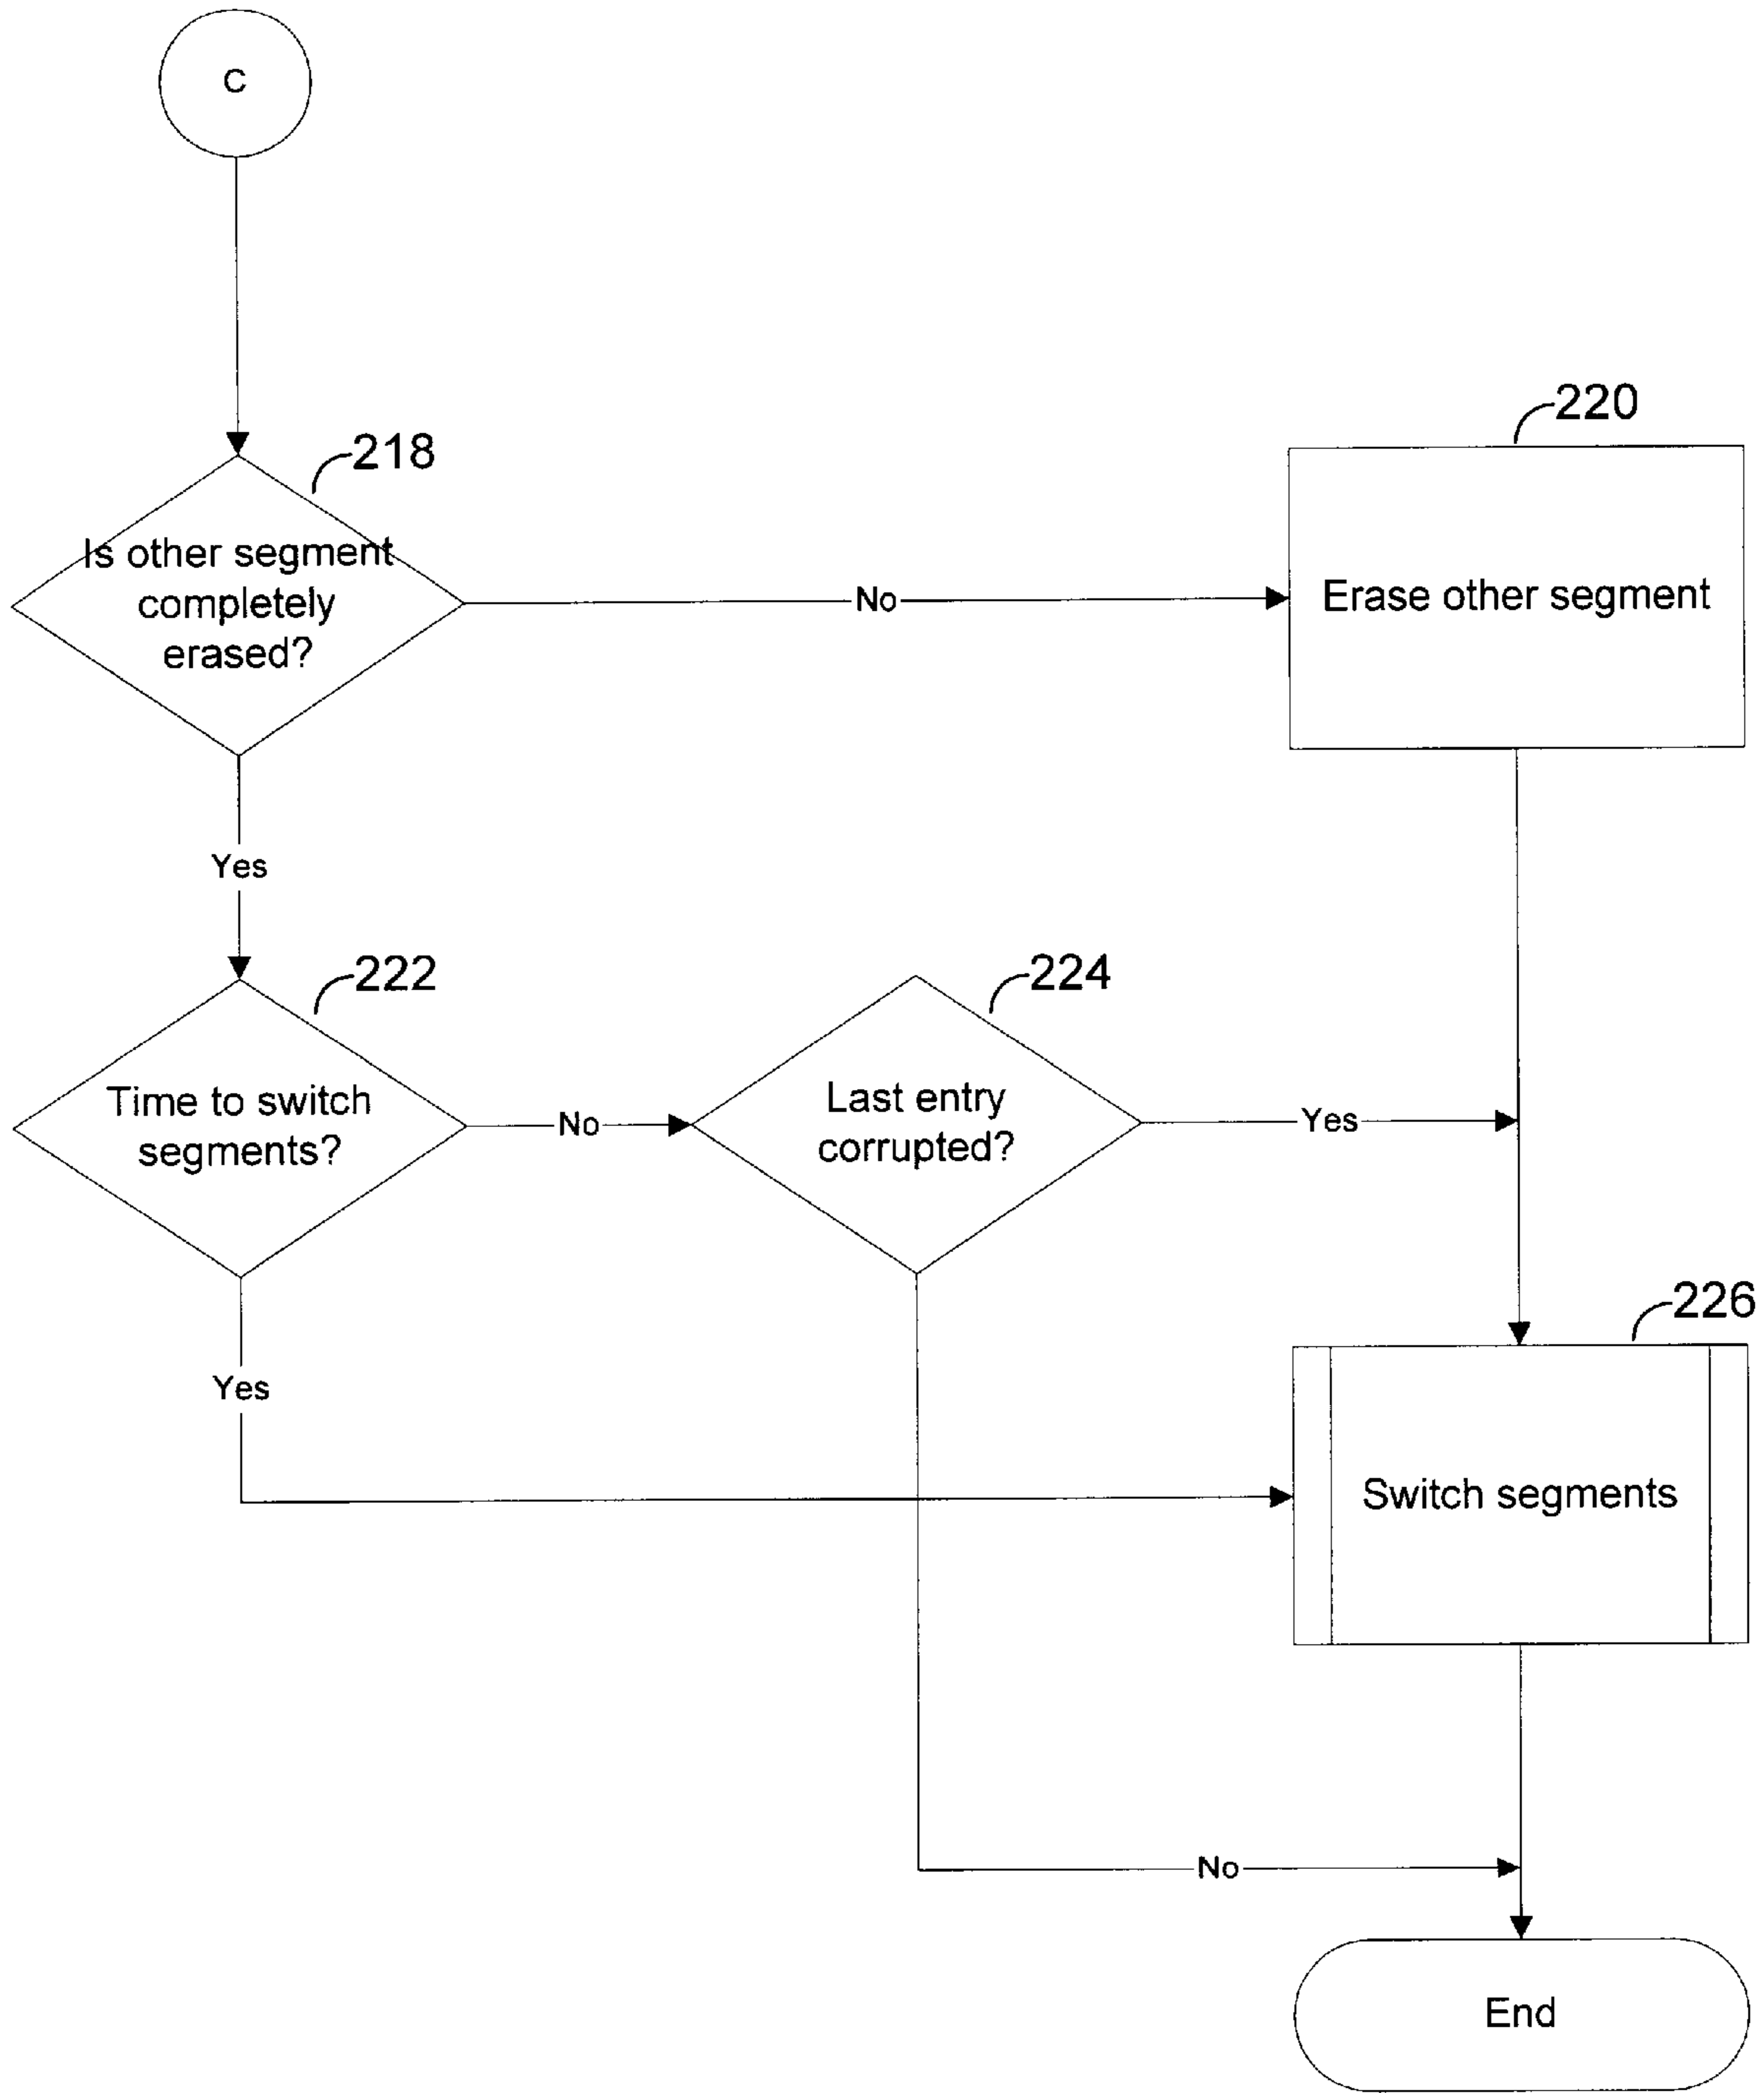 C
218
Is other segment
completely
erased?
No
220
Erase other segment
Yes
222
Time to switch
segments?
No
224
Last entry
corrupted?
Yes
226
Switch segments
Yes
No
End